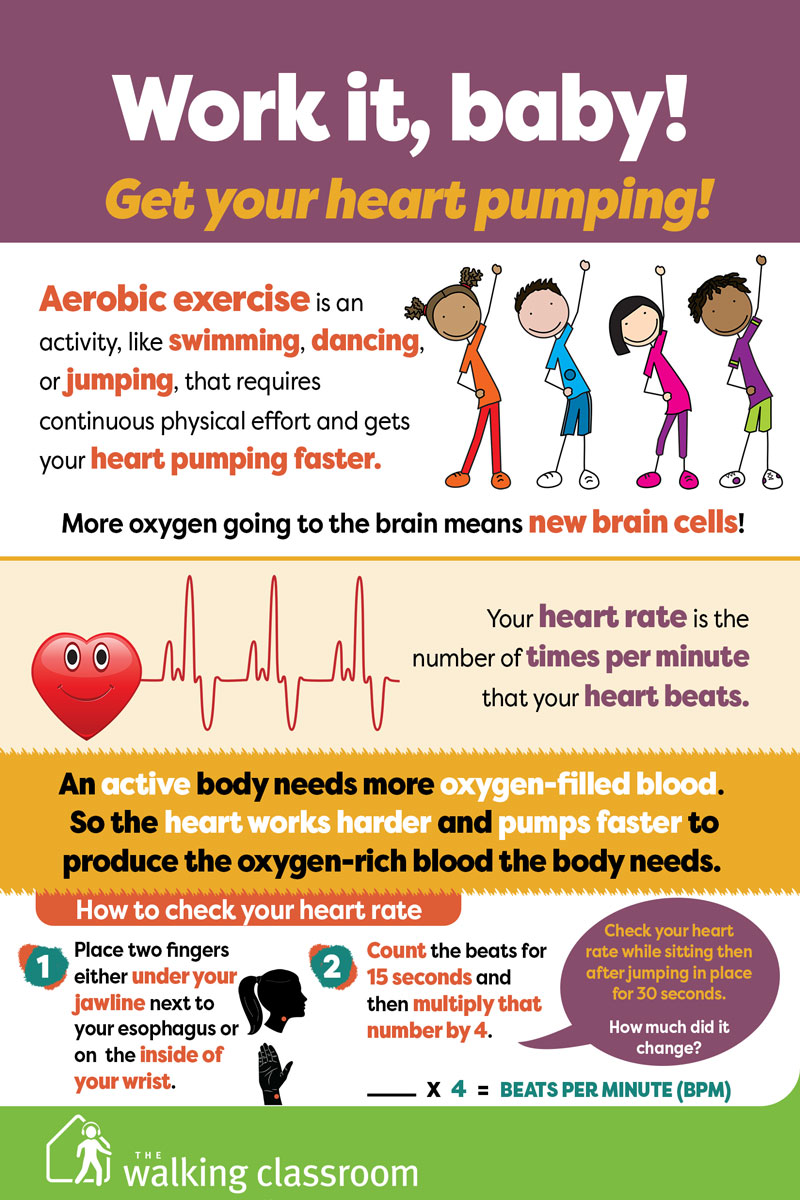 Work it, baby!
Get your heart pumping!
Aerobic exercise is an
activity, like swimming, dancing,
or jumping, that requires
continuous physical effort and gets
your heart pumping faster.
More oxygen going to the brain means new brain cells!
Your heart rate is the
number of times per minute
that your heart beats.
An active body needs more oxygen-filled blood.
So the heart works harder and pumps faster to
produce the oxygen-rich blood the body needs.
How to check your heart rate
1
Place two fingers
either under your
jawline next to
your esophagus or
on the inside of
your wrist.
2
Count the beats for
15 seconds and
then multiply that
number by 4.
Check your heart
rate while sitting then
after jumping in place
for 30 seconds.
How much did it
change?
____ X 4 = BEATS PER MINUTE (BPM)
THE
walking classroom